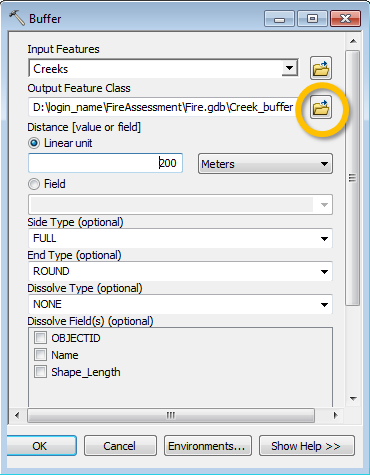 Buffer
Input Features
Creeks
Output Feature Class
D:\login_name\FireAssessment\Fire.gdb\Creek_buffer
Distance [value or field]
Linear unit
200 Meters
Field
Side Type (optional)
FULL
End Type (optional)
ROUND
Dissolve Type (optional)
NONE
Dissolve Field(s) (optional)
OBJECTID
Name
Shape_Length
OK Cancel Environments... Show Help >>